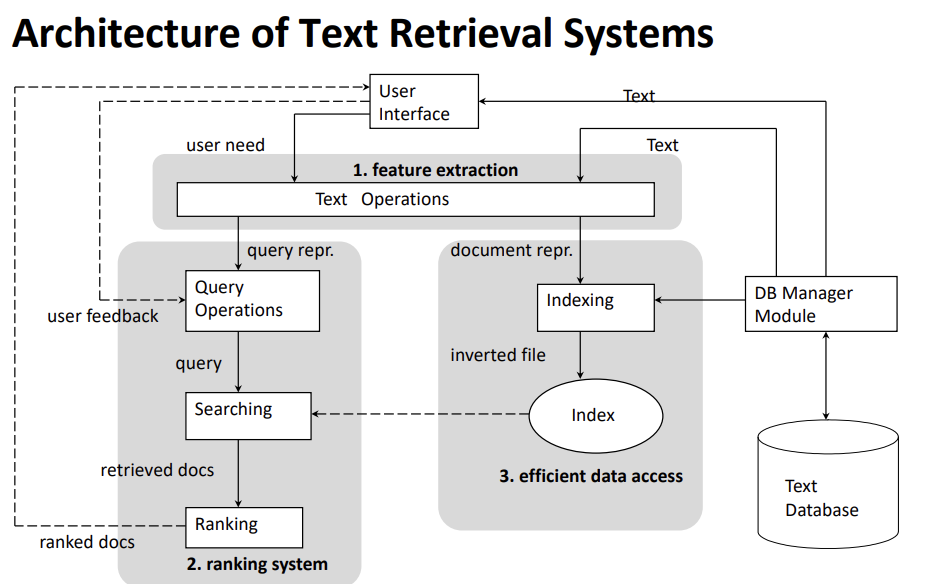 Architecture of Text Retrieval Systems
User
Interface
Text
user need
Text
1. feature extraction
Text Operations
query repr.
document repr.
Query
Operations
Indexing
DB Manager
Module
user feedback
inverted file
query
Searching
Index
retrieved docs
3. efficient data access
Text
Database
Ranking
ranked docs
2. ranking system